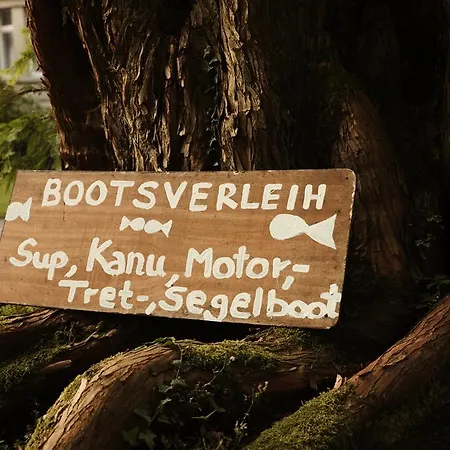 BOOTSVERLEIH
Sup, Kanu, Motor,-
Tret-, Segelboot